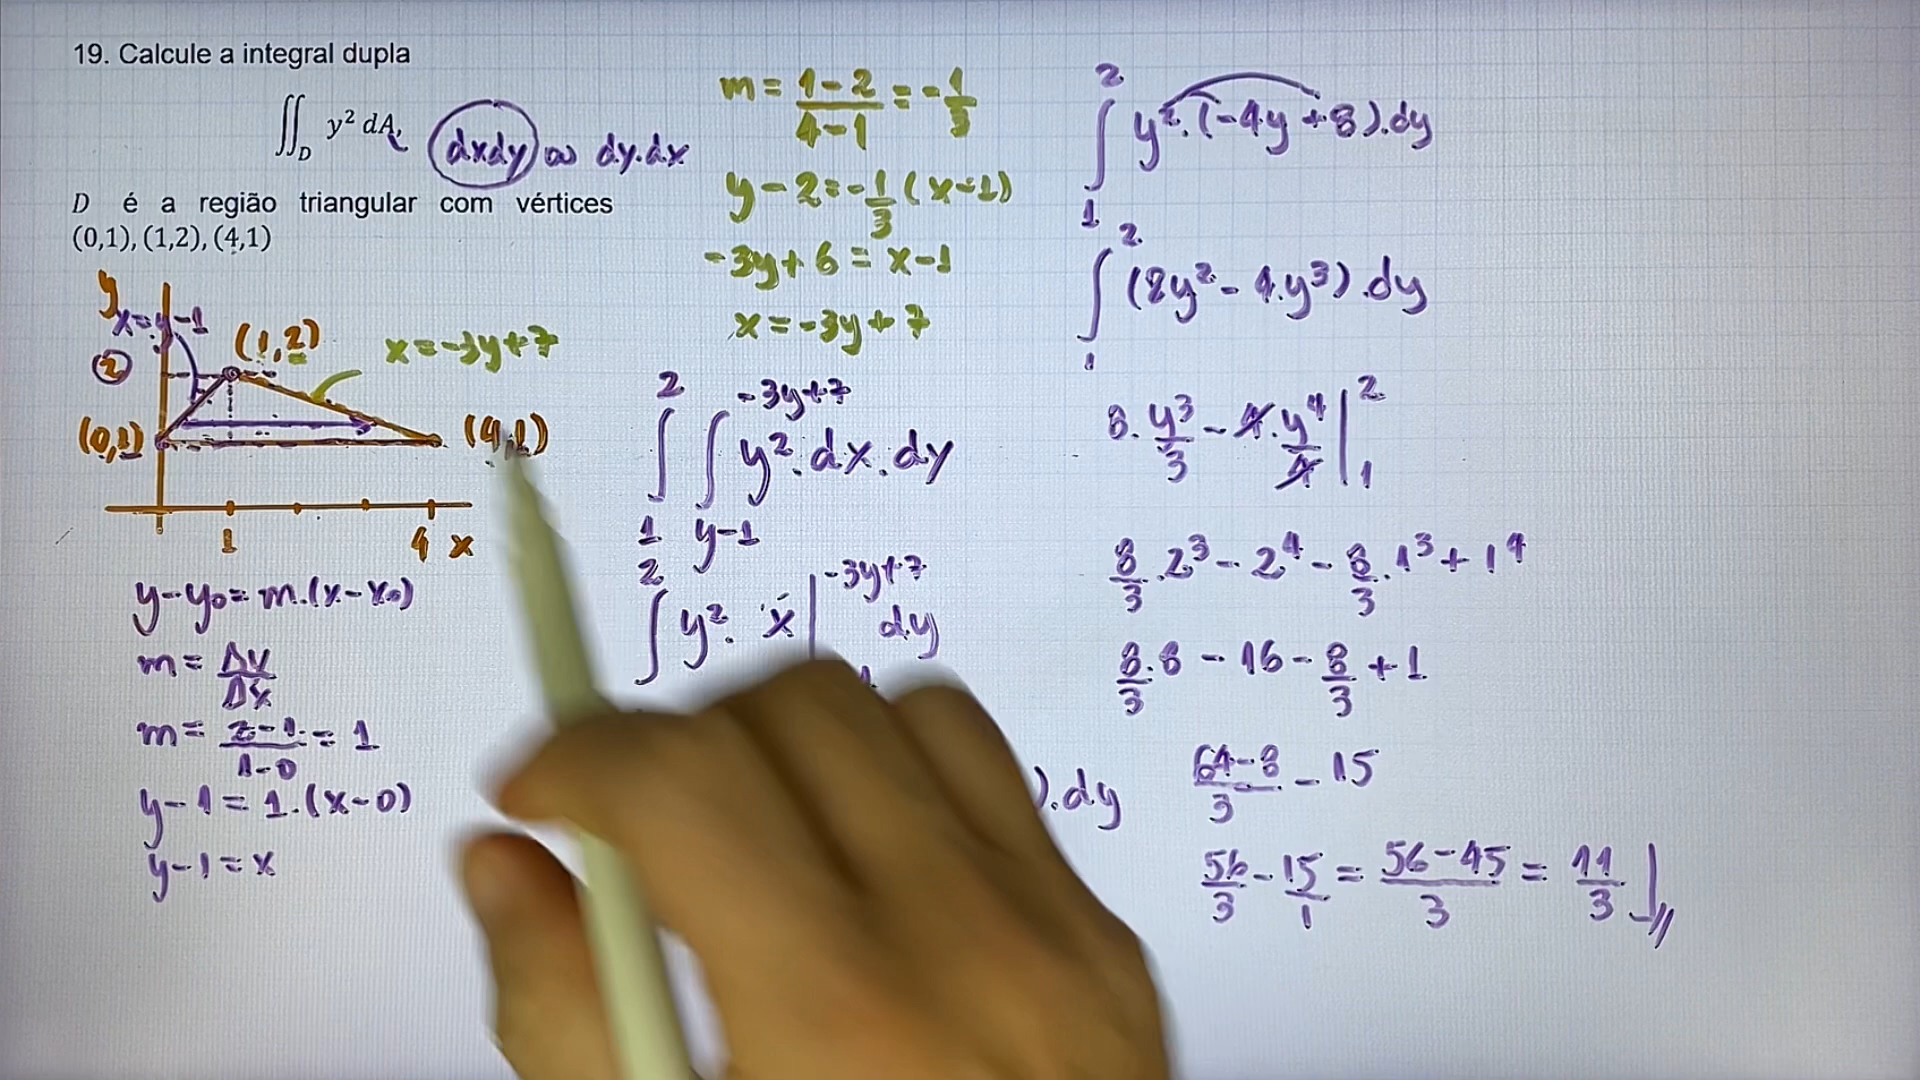 19. Calcule a integral dupla
∬_D y² dA,
dxdy ou dy.dx
D é a região triangular com vértices
(0,1), (1,2), (4,1)
y
x=y-1
2
(1,2)
x=-3y+7
(0,1)
(4,1)
1
4 x
y-y₀=m.(x-x₀)
m = Δy/Δx
m = (2-1)/(1-0) = 1
y-1 = 1.(x-0)
y-1 = x
m = (1-2)/(4-1) = -1/3
y-2 = -1/3 (x-1)
-3y+6 = x-1
x = -3y+7
∫₁² ∫_{y-1}^{-3y+7} y².dx.dy
∫² y². x |^{-3y+7} dy
).dy
∫₁² y².(-4y+8).dy
∫₁² (8y²-4.y³).dy
8.y³/3 - 4.y⁴/4 |₁²
8/3.2³ - 2⁴ - 8/3.1³ + 1⁴
8/3.8 - 16 - 8/3 + 1
(64-8)/3 - 15
56/3 - 15/1 = (56-45)/3 = 11/3